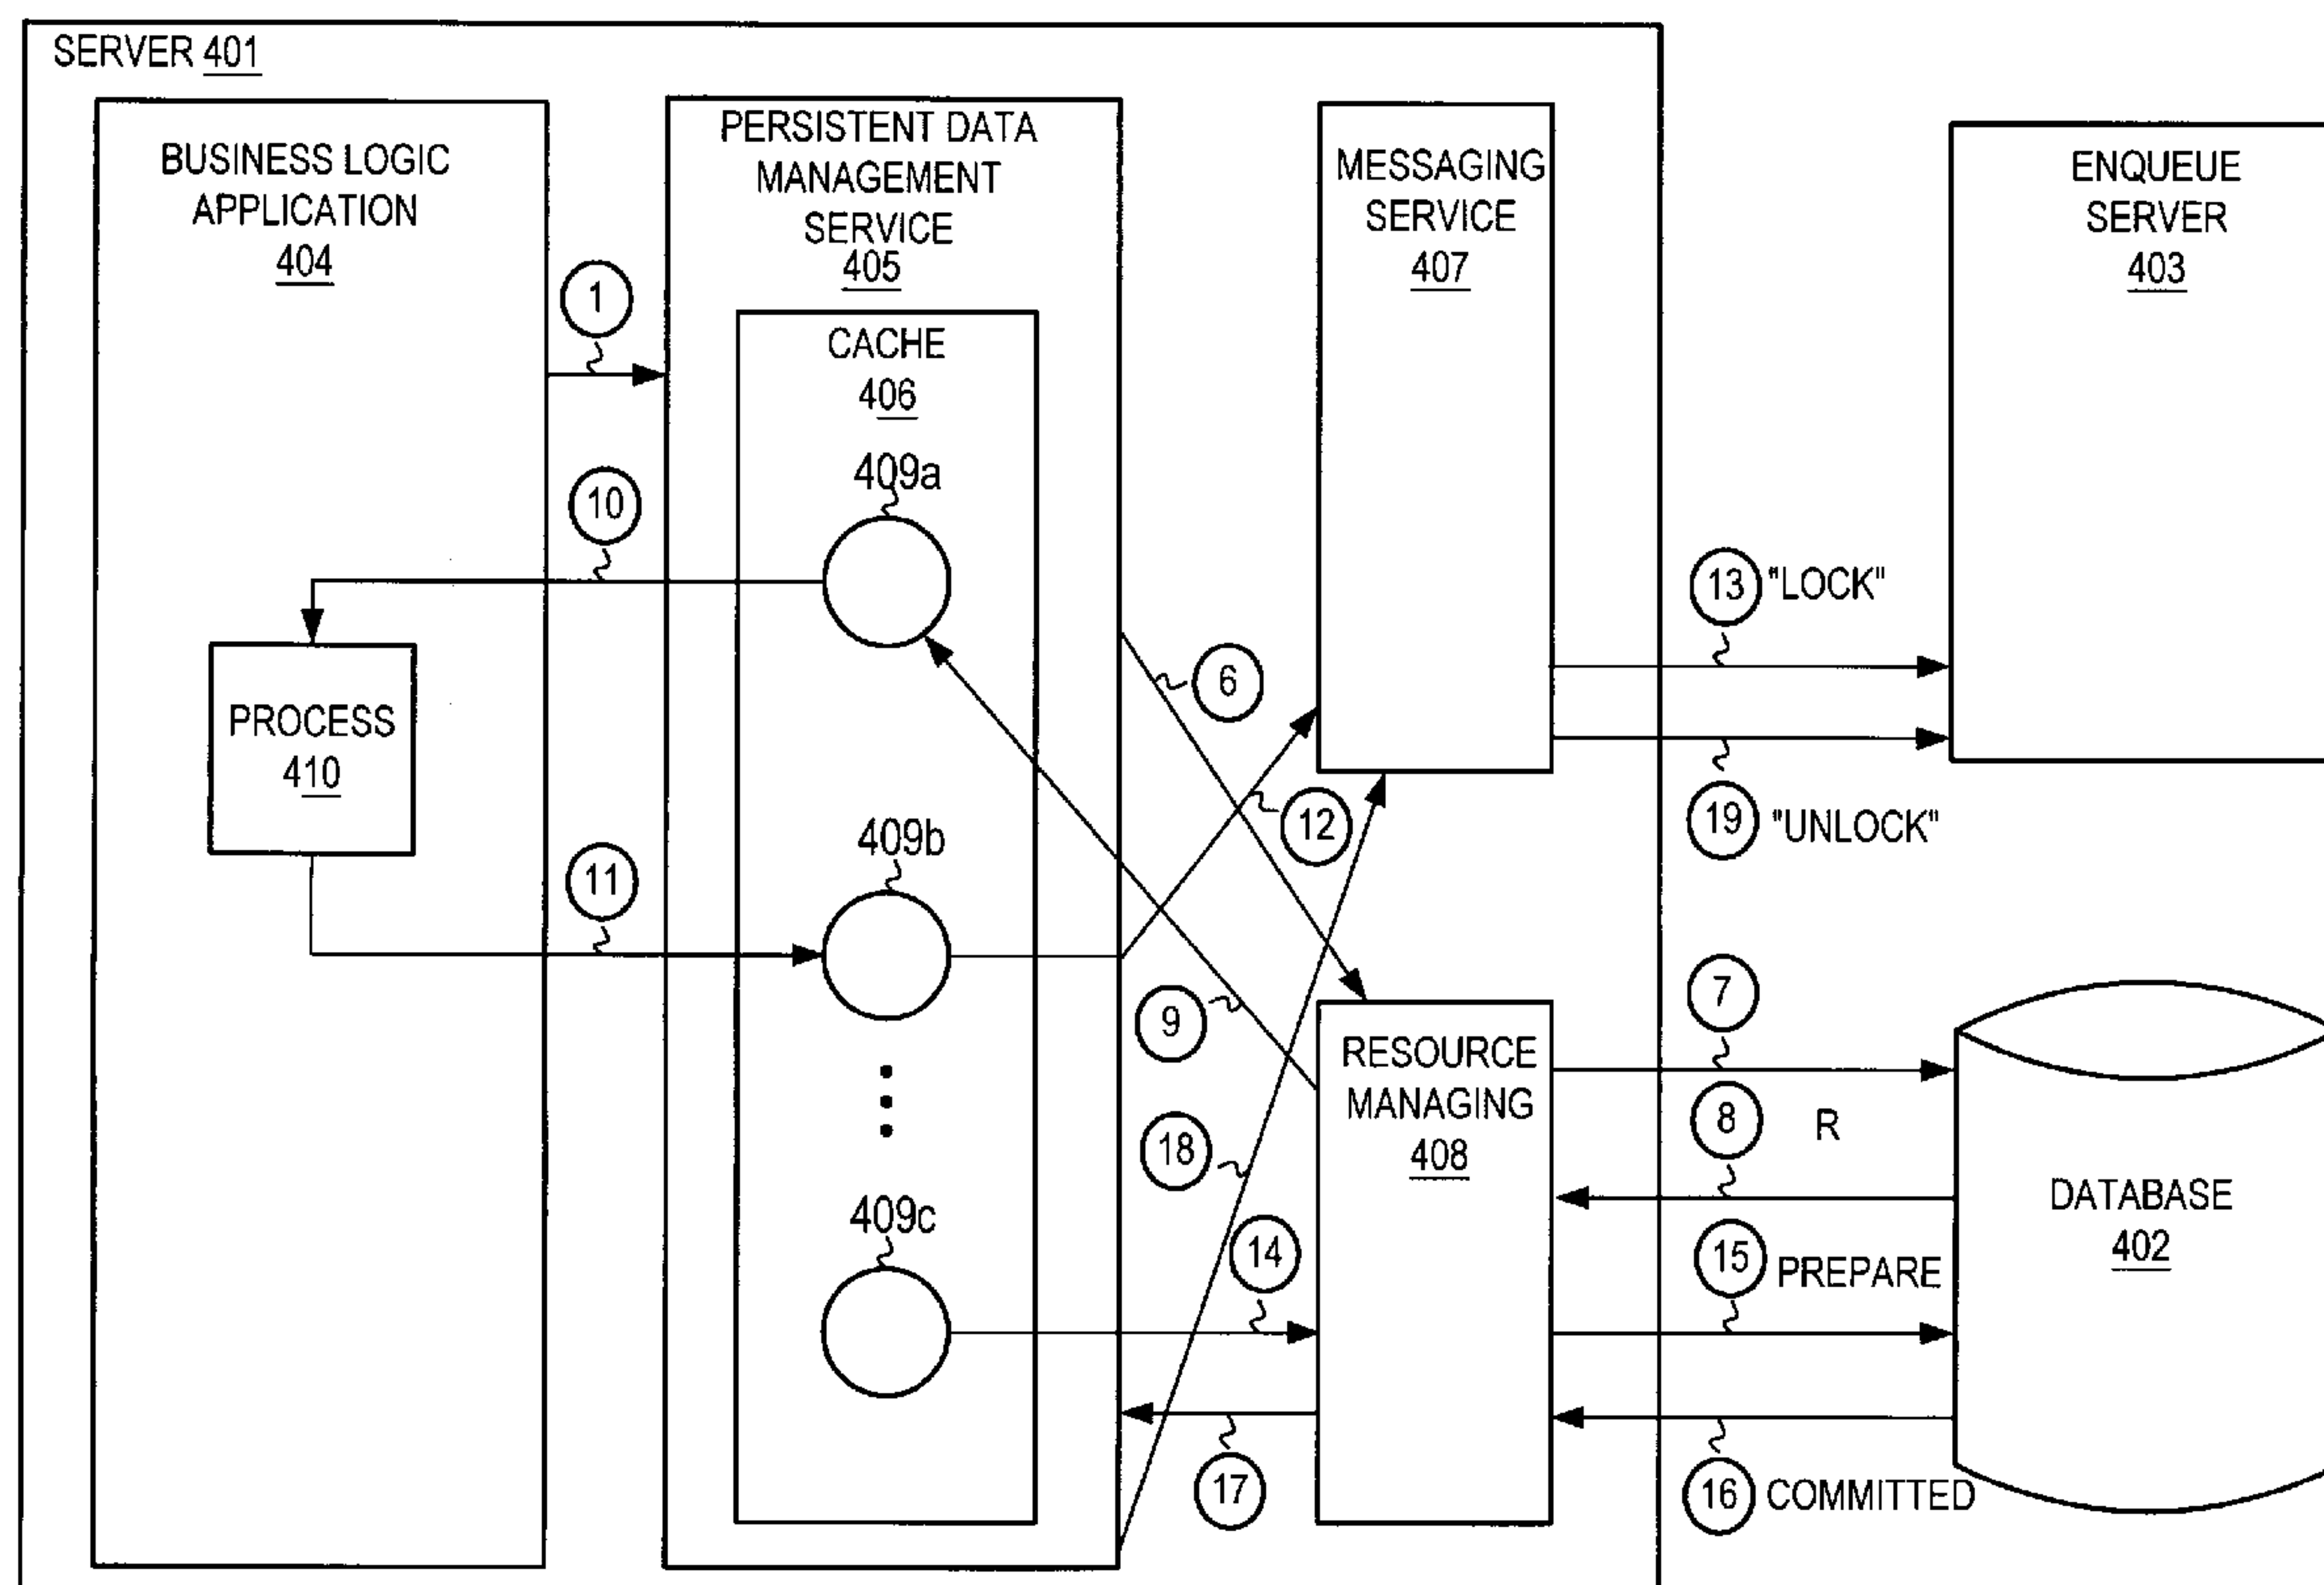 SERVER 401
BUSINESS LOGIC
APPLICATION
404
PERSISTENT DATA
MANAGEMENT
SERVICE
405
CACHE
406
MESSAGING
SERVICE
407
ENQUEUE
SERVER
403
1
10
409a
PROCESS
410
11
409b
409c
6
12
9
18
14
17
13 "LOCK"
19 "UNLOCK"
RESOURCE
MANAGING
408
7
8 R
15 PREPARE
16 COMMITTED
DATABASE
402